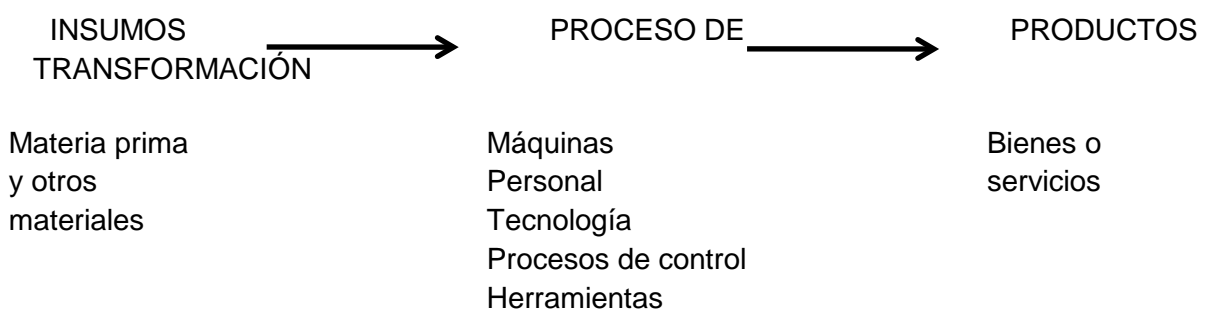 INSUMOS PROCESO DE PRODUCTOS
TRANSFORMACIÓN
Materia prima Máquinas Bienes o
y otros Personal servicios
materiales Tecnología
Procesos de control
Herramientas